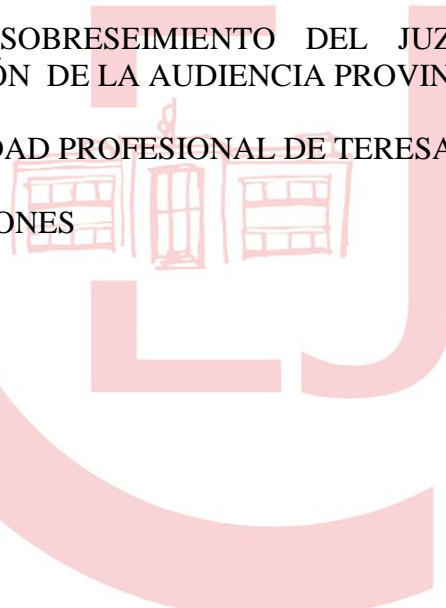 SOBRESEIMIENTO DEL JUZ
ÓN DE LA AUDIENCIA PROVIN
DAD PROFESIONAL DE TERESA
ONES